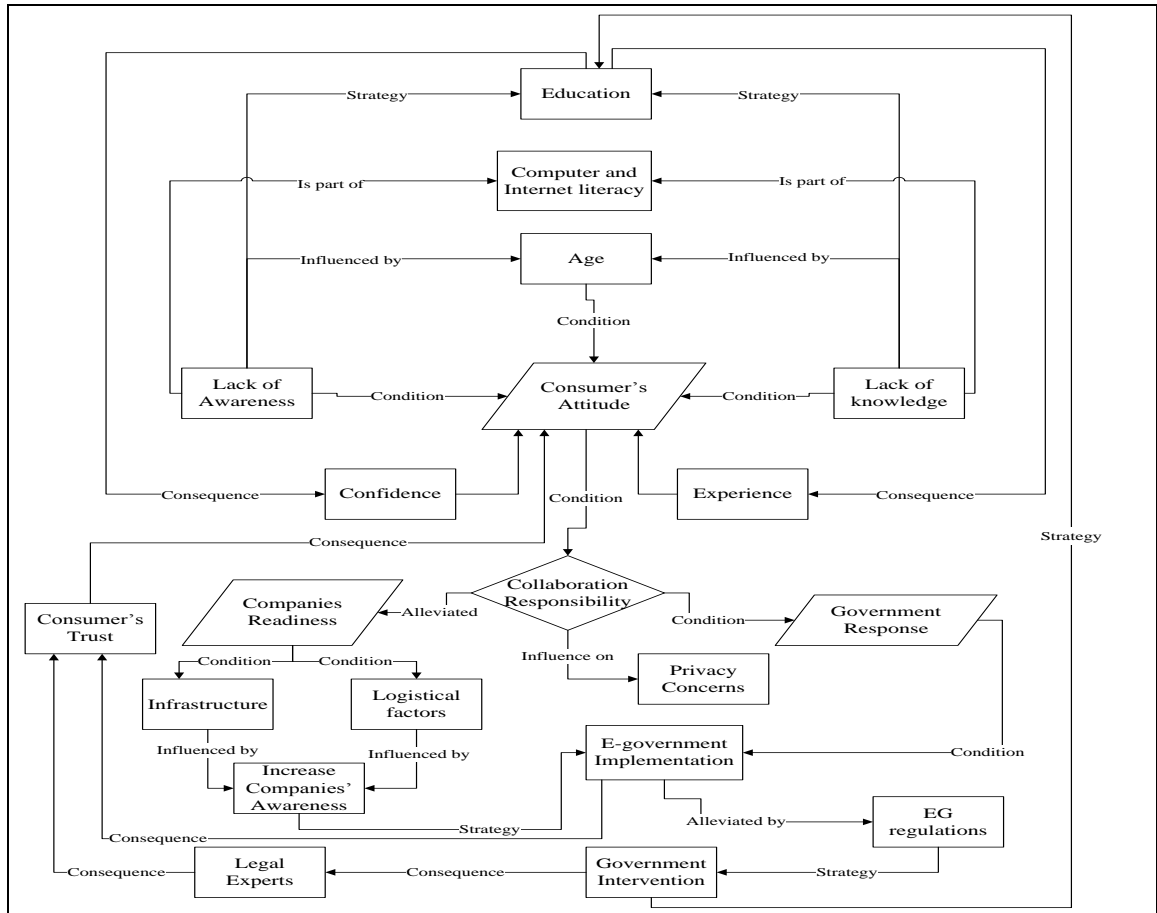 Education
Strategy
Strategy
Computer and
Internet literacy
Is part of
Is part of
Age
Influenced by
Influenced by
Condition
Lack of
Awareness
Condition
Consumer's
Attitude
Condition
Lack of
knowledge
Consequence
Confidence
Condition
Experience
Consequence
Consequence
Strategy
Consumer's
Trust
Companies
Readiness
Alleviated
Collaboration
Responsibility
Condition
Government
Response
Condition
Condition
Influence on
Privacy
Concerns
Infrastructure
Logistical
factors
Influenced by
Influenced by
E-government
Implementation
Condition
Increase
Companies'
Awareness
Strategy
Consequence
Alleviated by
EG
regulations
Consequence
Legal
Experts
Consequence
Government
Intervention
Strategy